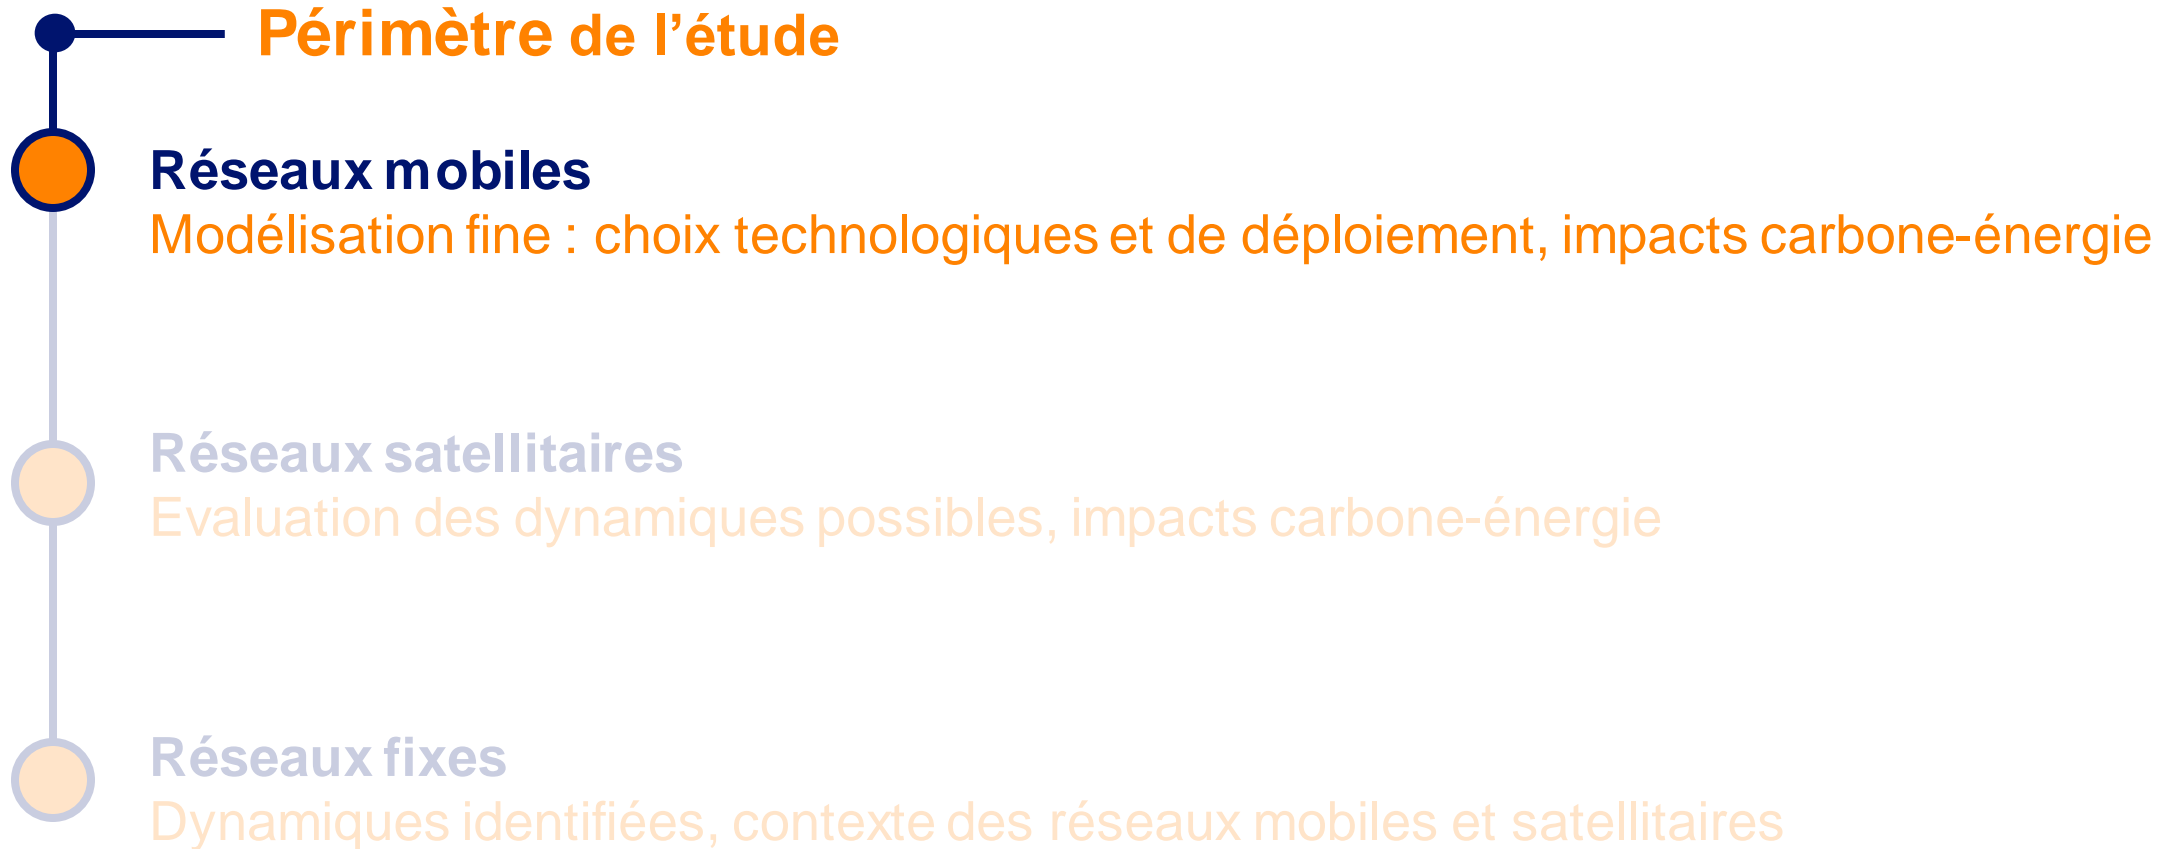 Périmètre de l’étude
Réseaux mobiles
Modélisation fine : choix technologiques et de déploiement, impacts carbone-énergie
Réseaux satellitaires
Evaluation des dynamiques possibles, impacts carbone-énergie
Réseaux fixes
Dynamiques identifiées, contexte des réseaux mobiles et satellitaires